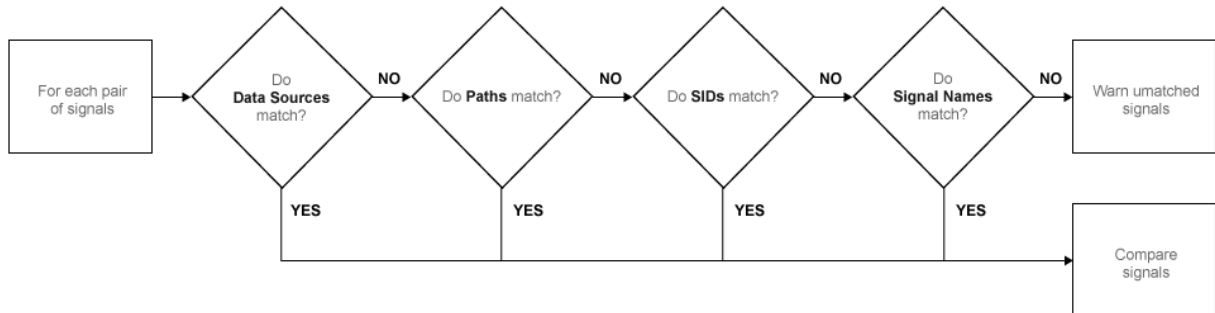 For each pair
of signals
Do
Data Sources
match?
NO
YES
Do Paths match?
NO
YES
Do SIDs match?
NO
YES
Do
Signal Names
match?
NO
YES
Warn umatched
signals
Compare
signals